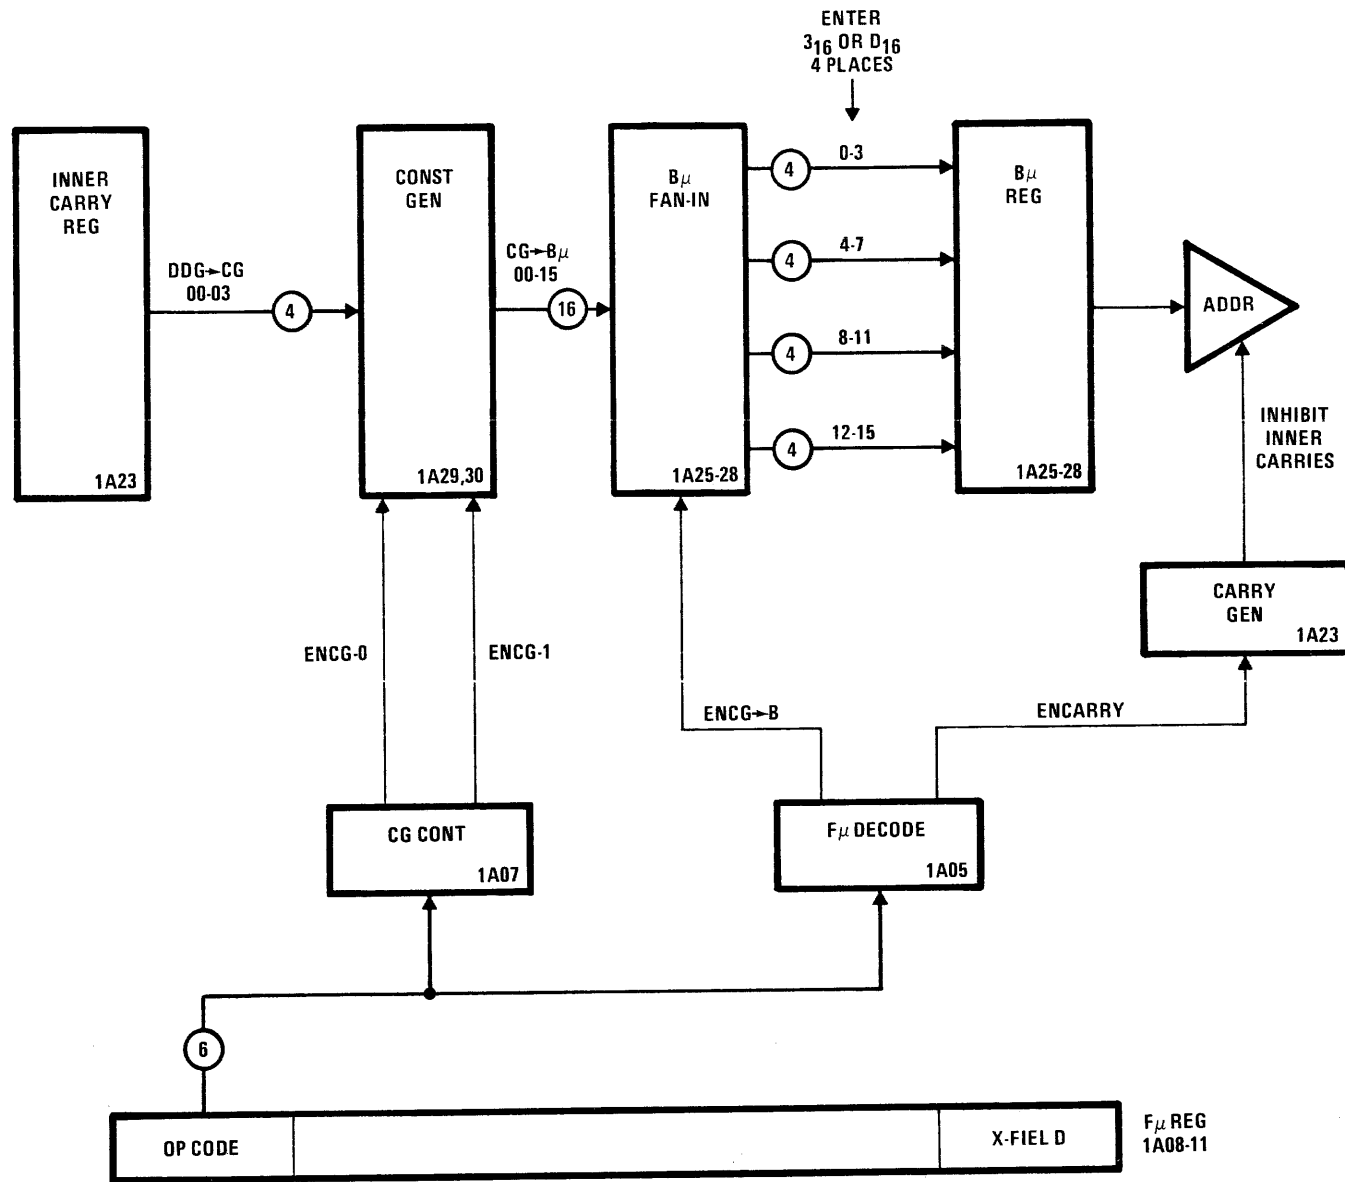 ENTER
3₁₆ OR D₁₆
4 PLACES
INNER
CARRY
REG
1A23
DDG→CG
00-03
4
CONST
GEN
1A29,30
CG→Bμ
00-15
16
Bμ
FAN-IN
1A25-28
4
0-3
4
4-7
4
8-11
4
12-15
Bμ
REG
1A25-28
ADDR
INHIBIT
INNER
CARRIES
CARRY
GEN
1A23
ENCG-0
ENCG-1
ENCG→B
ENCARRY
CG CONT
1A07
Fμ DECODE
1A05
6
OP CODE
X-FIEL D
Fμ REG
1A08-11